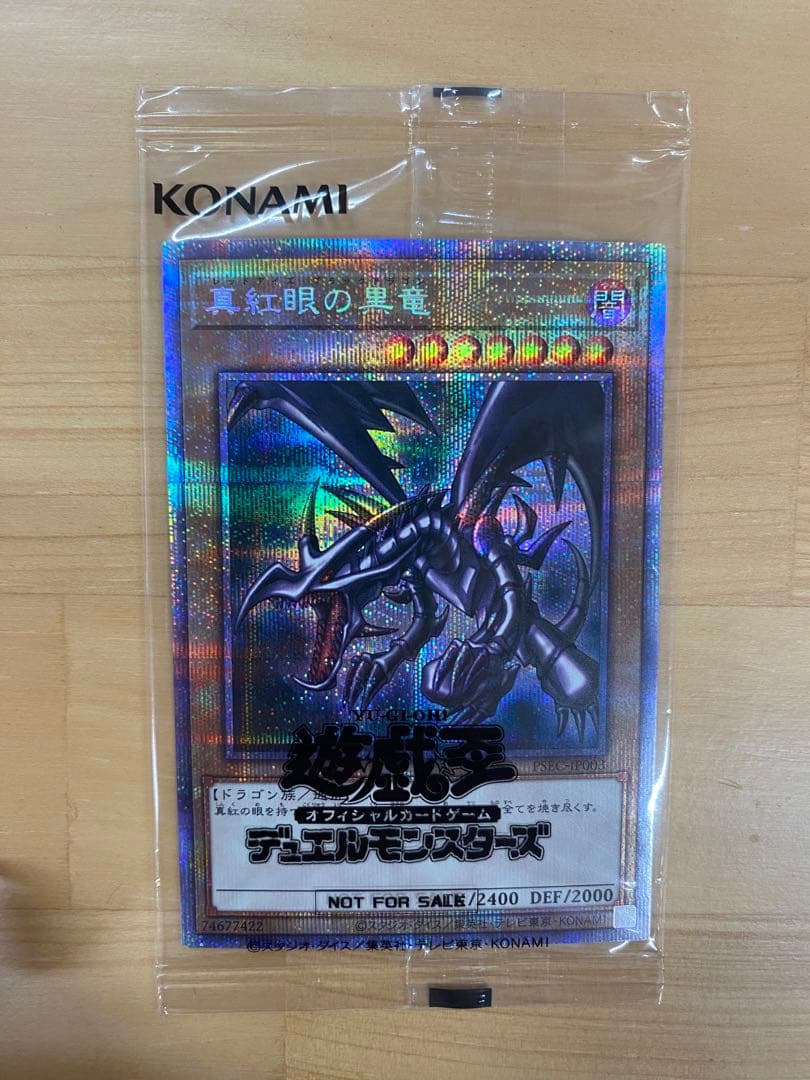 KONAMI
真紅眼の黒竜
闇
YU-GI-OH!
遊戯王
PSEC-JP003
【ドラゴン族／通
オフィシャルカードゲーム
真紅の眼を持つ
全てを焼き尽くす。
デュエルモンスターズ
NOT FOR SALE
/2400 DEF/2000
74677422
©スタジオ・ダイス／集英社・テレビ東京・KONAMI
©スタジオ・ダイス／集英社・テレビ東京・KONAMI